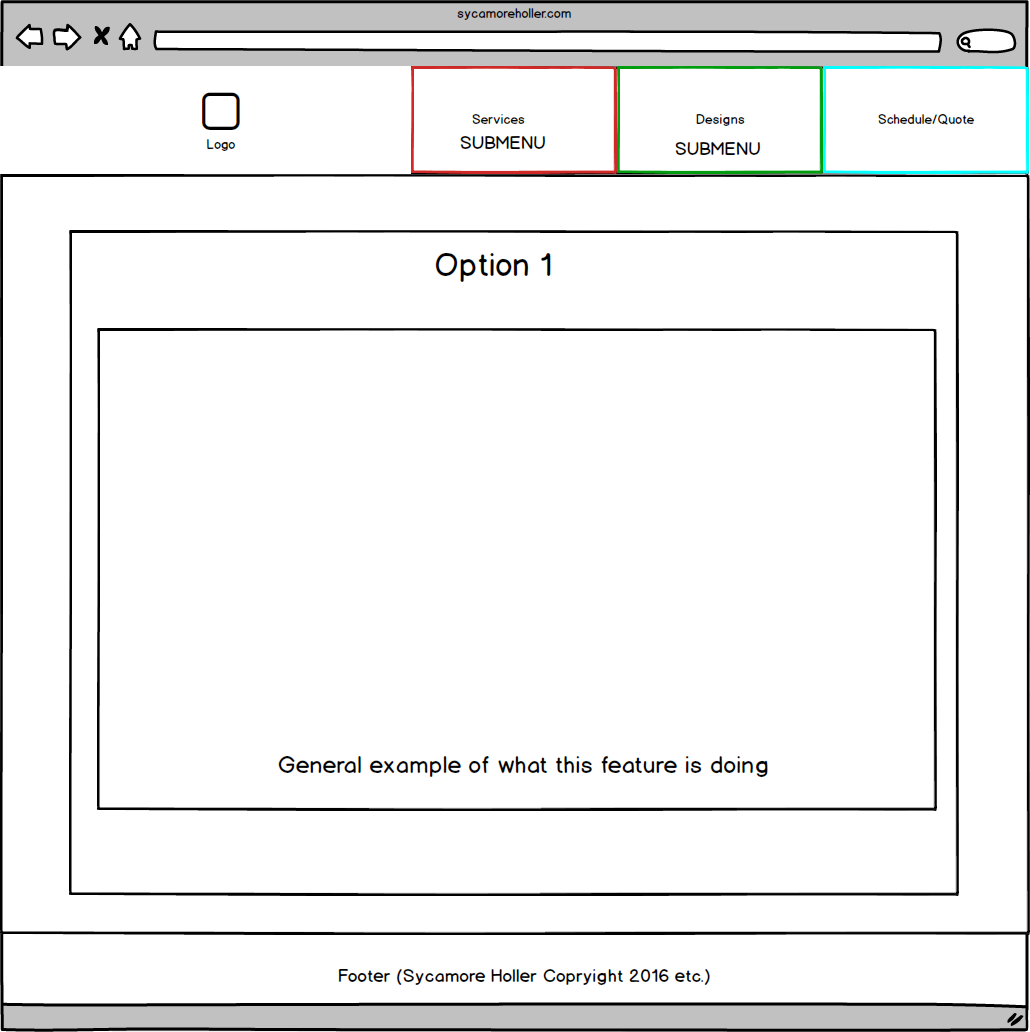 sycamoreholler.com
Logo
Services
SUBMENU
Designs
SUBMENU
Schedule/Quote
Option 1
General example of what this feature is doing
Footer (Sycamore Holler Copryight 2016 etc.)